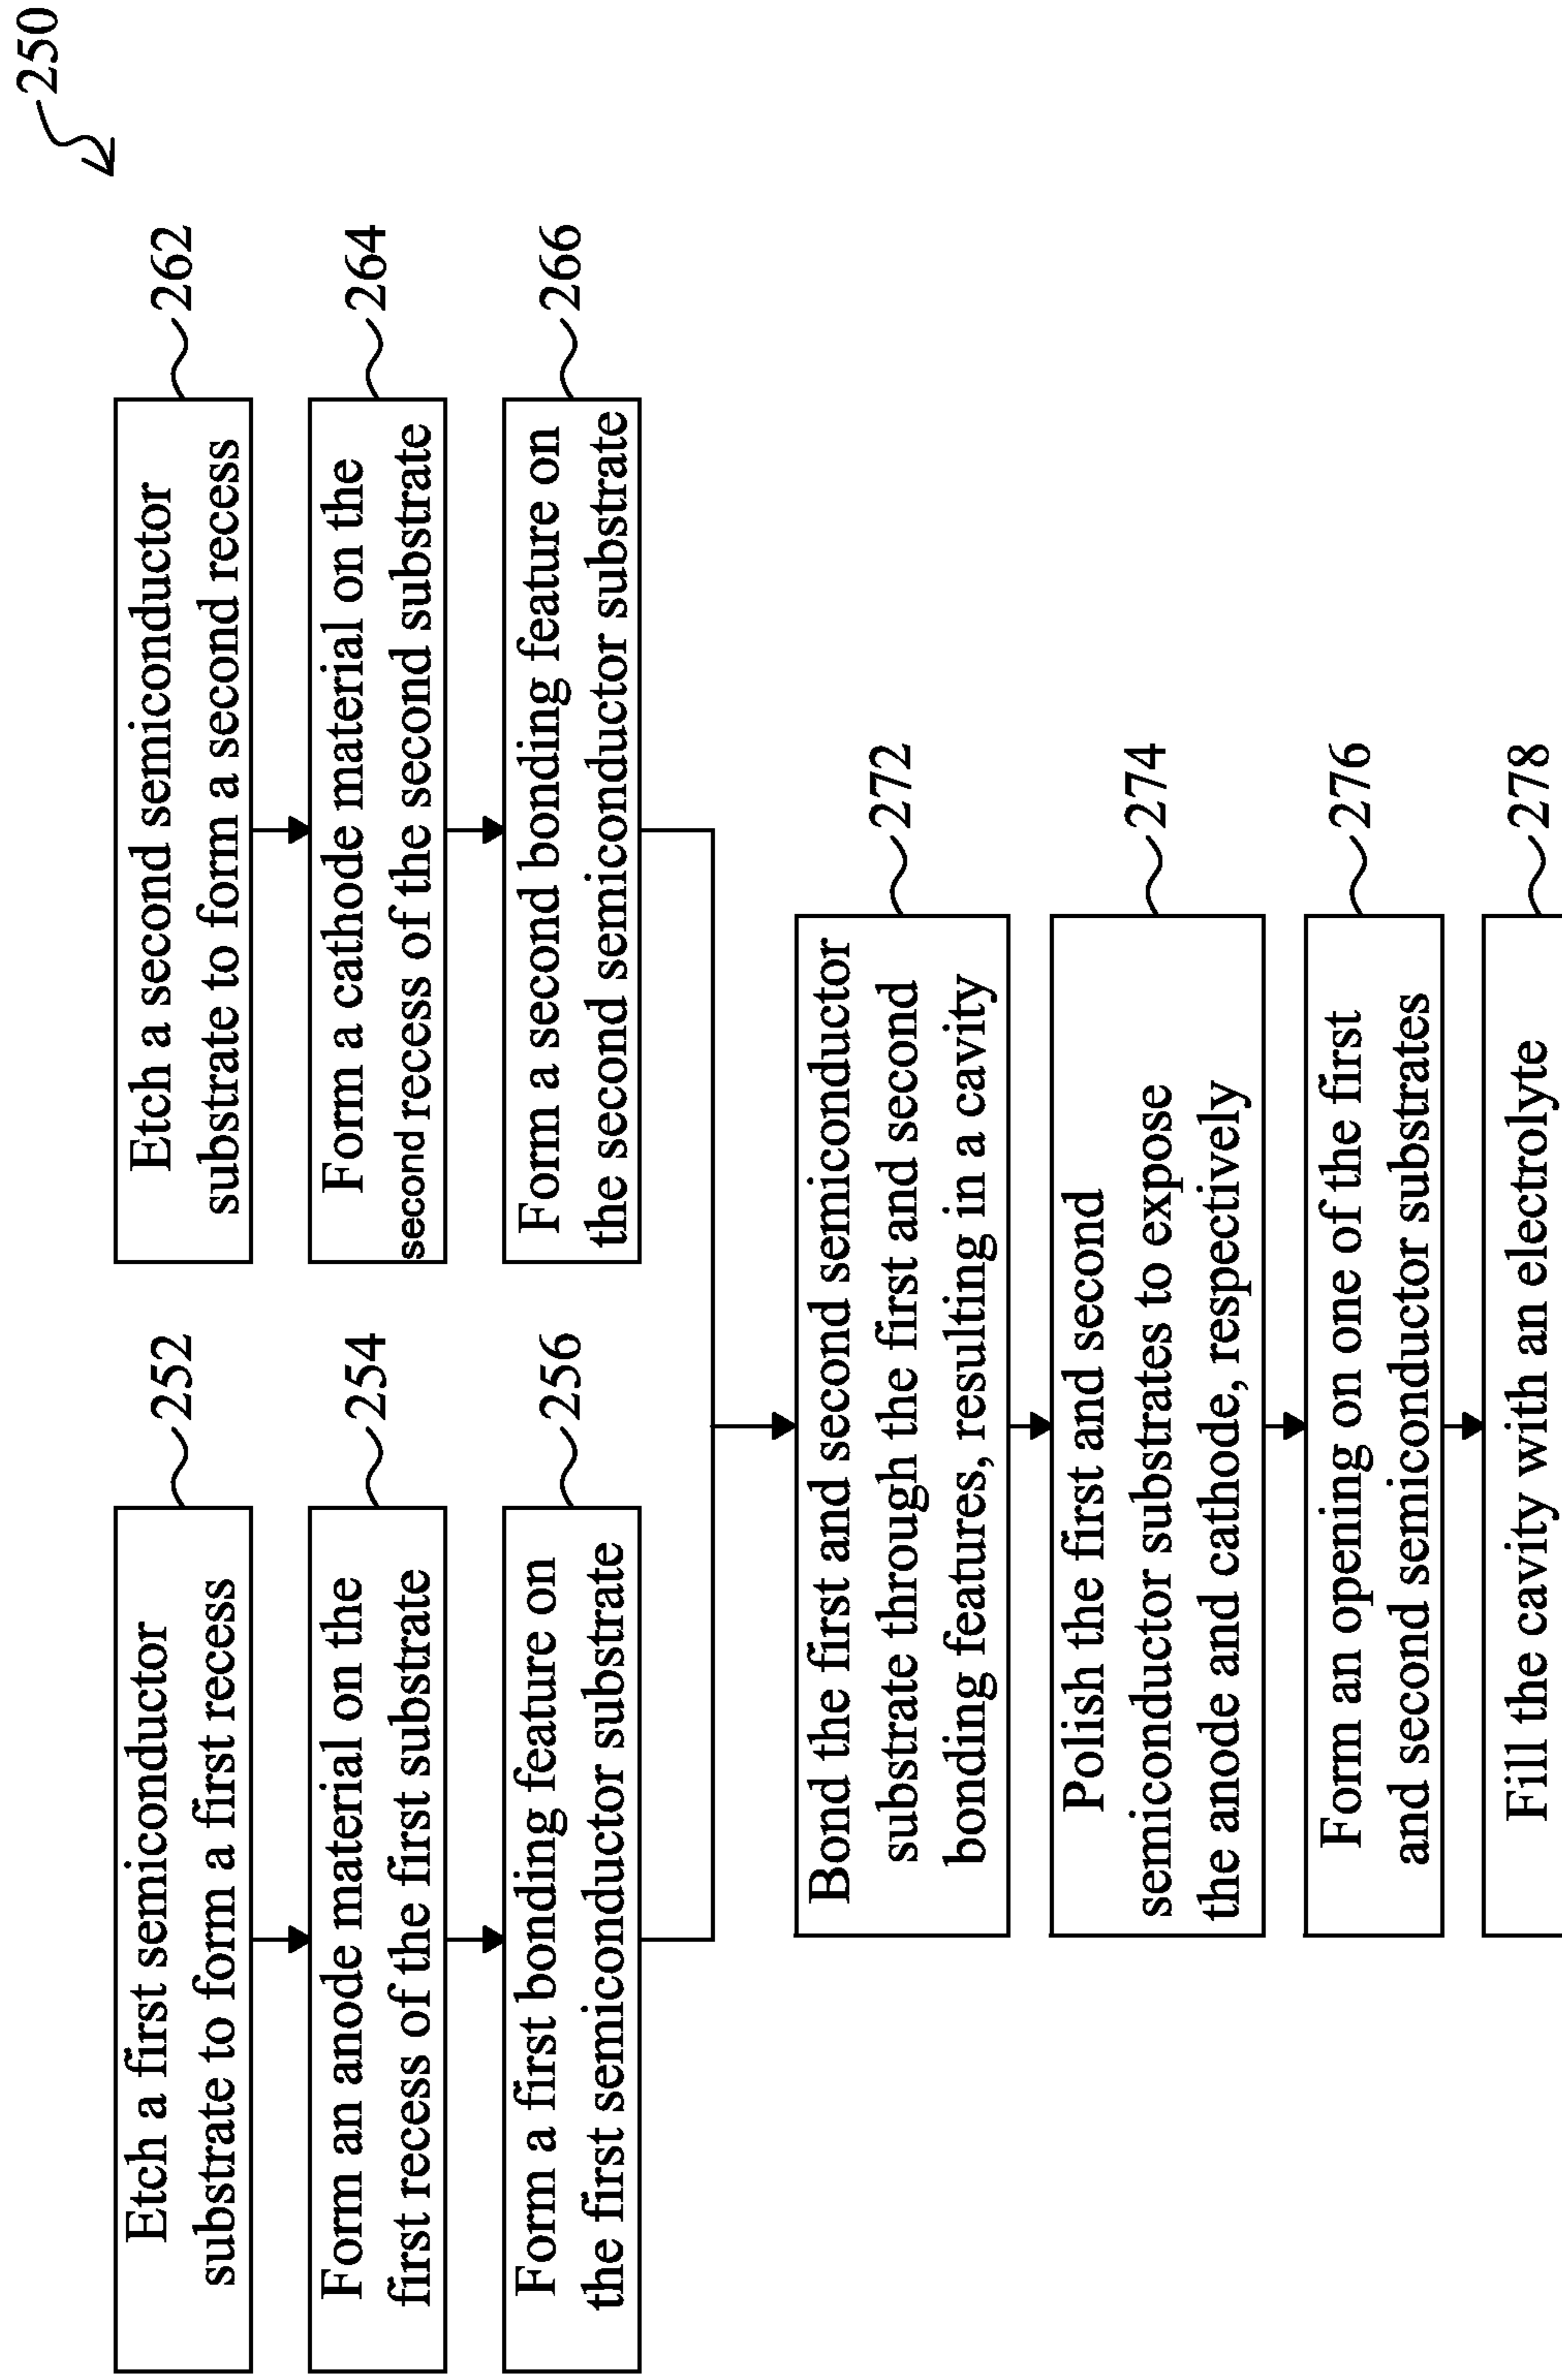 250
Etch a first semiconductor
substrate to form a first recess
252
Form an anode material on the
first recess of the first substrate
254
Form a first bonding feature on
the first semiconductor substrate
256
Etch a second semiconductor
substrate to form a second recess
262
Form a cathode material on the
second recess of the second substrate
264
Form a second bonding feature on
the second semiconductor substrate
266
Bond the first and second semiconductor
substrate through the first and second
bonding features, resulting in a cavity
272
Polish the first and second
semiconductor substrates to expose
the anode and cathode, respectively
274
Form an opening on one of the first
and second semiconductor substrates
276
Fill the cavity with an electrolyte
278